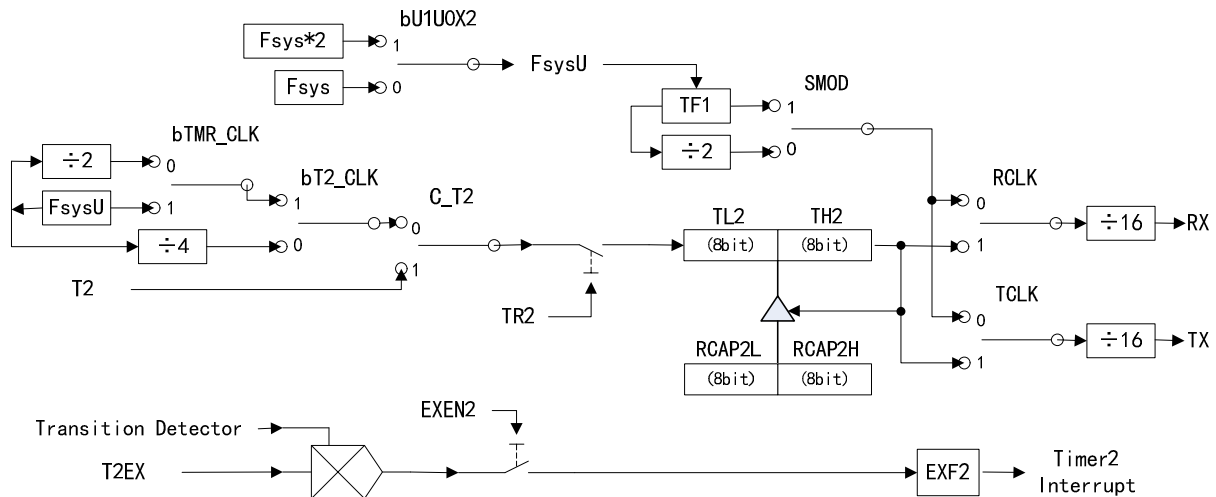 bU1U0X2
Fsys*2
1
FsysU
SMOD
Fsys
0
TF1
1
bTMR_CLK
÷2
0
÷2
0
bT2_CLK
C_T2
RCLK
FsysU
1
1
0
TL2
TH2
0
÷4
0
(8bit)
(8bit)
1
÷16
RX
T2
1
TCLK
TR2
0
RCAP2L
RCAP2H
÷16
TX
(8bit)
(8bit)
1
EXEN2
Transition Detector
T2EX
EXF2
Timer2
Interrupt